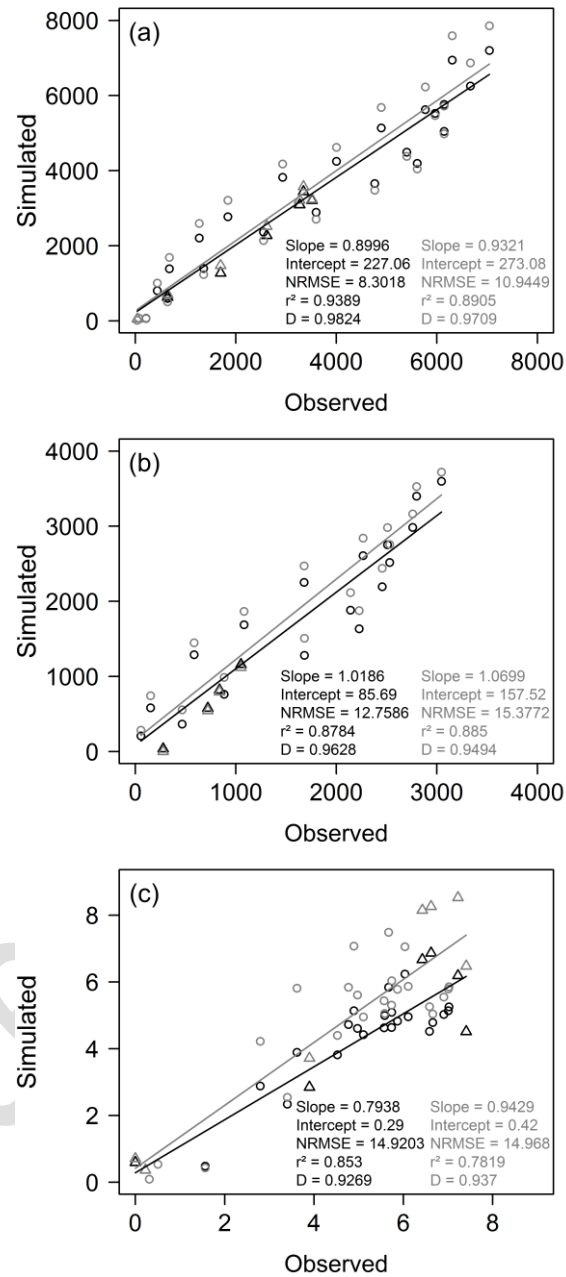 (a)
8000
6000
4000
2000
0
Simulated
Slope = 0.8996 Slope = 0.9321
Intercept = 227.06 Intercept = 273.08
NRMSE = 8.3018 NRMSE = 10.9449
r² = 0.9389 r² = 0.8905
D = 0.9824 D = 0.9709
0 2000 4000 6000 8000
Observed
(b)
4000
3000
2000
1000
0
Simulated
Slope = 1.0186 Slope = 1.0699
Intercept = 85.69 Intercept = 157.52
NRMSE = 12.7586 NRMSE = 15.3772
r² = 0.8784 r² = 0.885
D = 0.9628 D = 0.9494
0 1000 2000 3000 4000
Observed
(c)
8
6
4
2
0
Simulated
Slope = 0.7938 Slope = 0.9429
Intercept = 0.29 Intercept = 0.42
NRMSE = 14.9203 NRMSE = 14.968
r² = 0.853 r² = 0.7819
D = 0.9269 D = 0.937
0 2 4 6 8
Observed